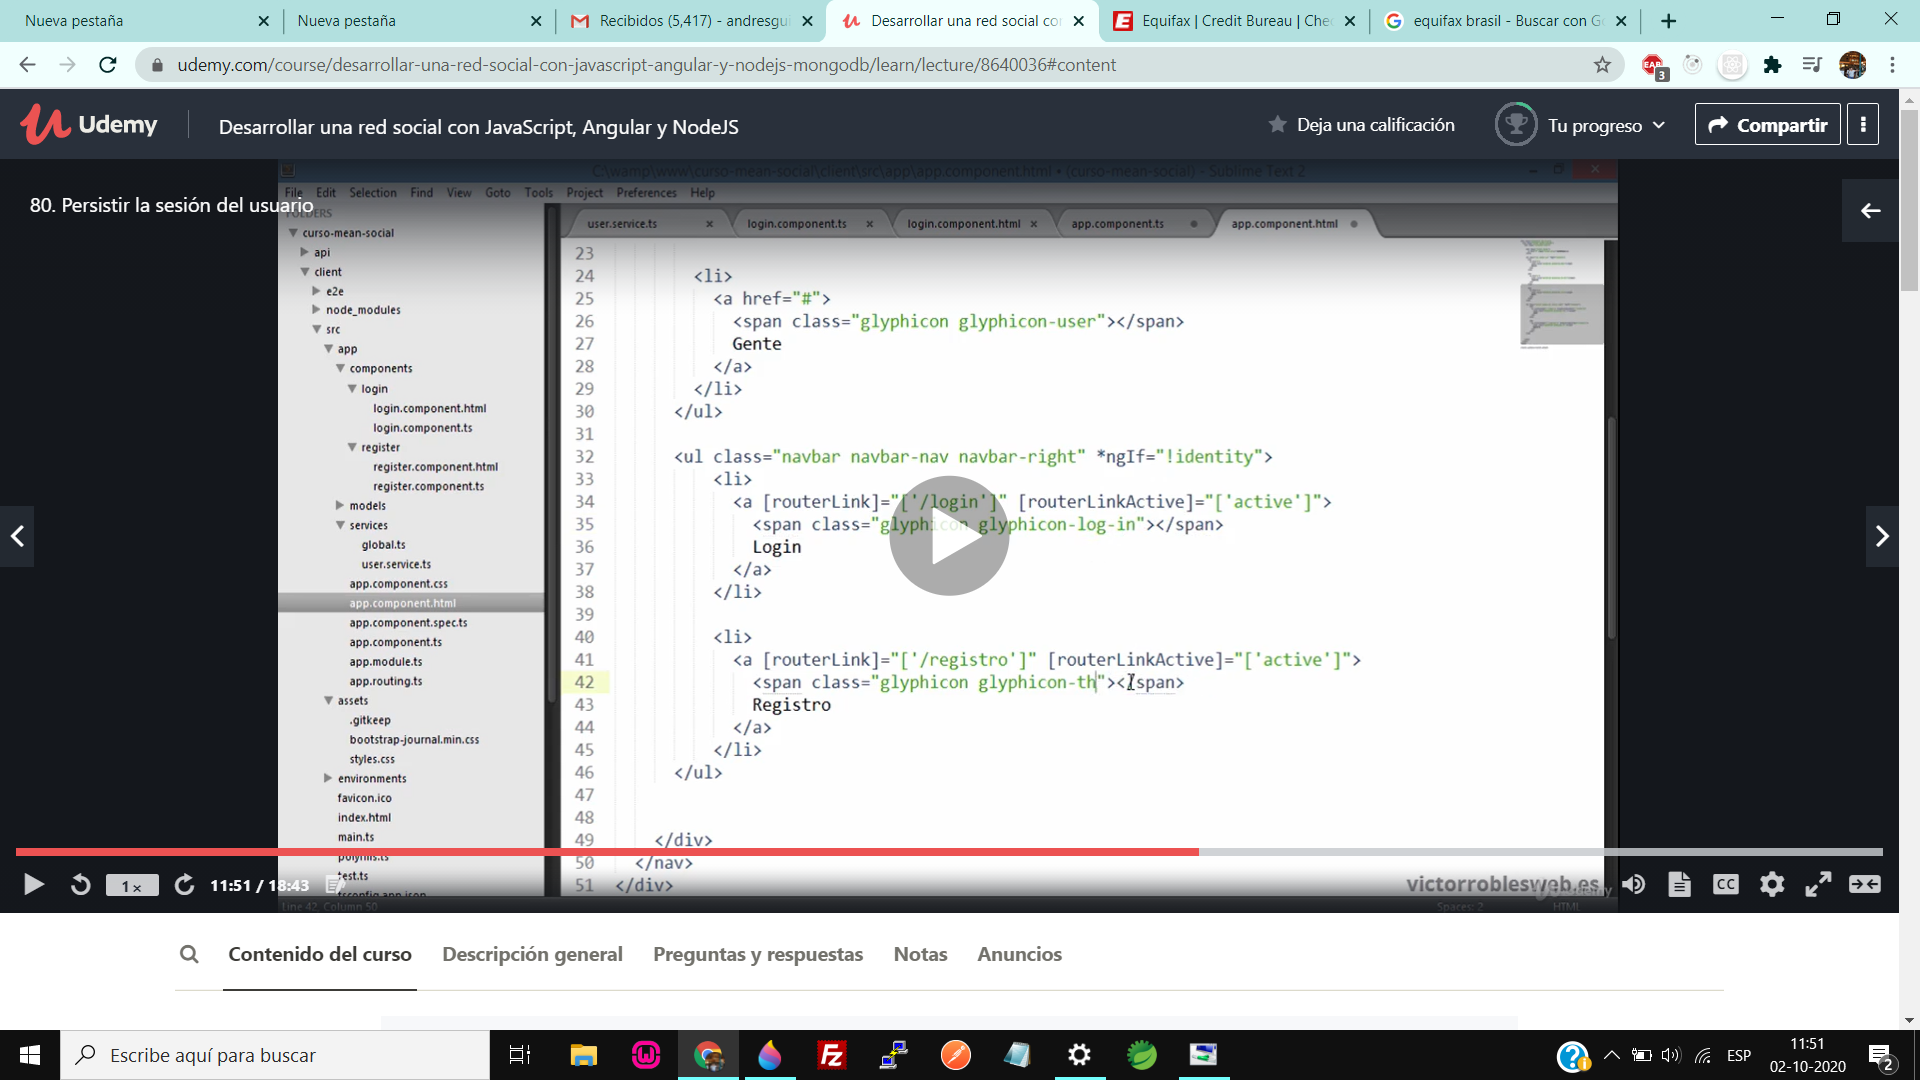 Nueva pestaña
Nueva pestaña
Recibidos (5,417) - andresgui
Desarrollar una red social co
Equifax | Credit Bureau | Chec
equifax brasil - Buscar con G
udemy.com/course/desarrollar-una-red-social-con-javascript-angular-y-nodejs-mongodb/learn/lecture/8640036#content
3
Udemy
Desarrollar una red social con JavaScript, Angular y NodeJS
Deja una calificación
Tu progreso
Compartir
C:\wamp\www\curso-mean-social\client\src\app\app.component.html • (curso-mean-social) - Sublime Text 2
File Edit Selection Find View Goto Tools Project Preferences Help
80. Persistir la sesión del usuario
FOLDERS
curso-mean-social
api
client
e2e
node_modules
src
app
components
login
login.component.html
login.component.ts
register
register.component.html
register.component.ts
models
services
global.ts
user.service.ts
app.component.css
app.component.html
app.component.spec.ts
app.component.ts
app.module.ts
app.routing.ts
assets
.gitkeep
bootstrap-journal.min.css
styles.css
environments
favicon.ico
index.html
main.ts
polyfills.ts
test.ts
tsconfig.app.json
user.service.ts
login.component.ts
login.component.html
app.component.ts
app.component.html
23
24 <li>
25 <a href="#">
26 <span class="glyphicon glyphicon-user"></span>
27 Gente
28 </a>
29 </li>
30 </ul>
31
32 <ul class="navbar navbar-nav navbar-right" *ngIf="!identity">
33 <li>
34 <a [routerLink]="['/login']" [routerLinkActive]="['active']">
35 <span class="glyphicon glyphicon-log-in"></span>
36 Login
37 </a>
38 </li>
39
40 <li>
41 <a [routerLink]="['/registro']" [routerLinkActive]="['active']">
42 <span class="glyphicon glyphicon-th"></span>
43 Registro
44 </a>
45 </li>
46 </ul>
47
48
49 </div>
50 </nav>
51 </div>
victorroblesweb.es
1x
11:51 / 18:43
CC
Line 42, Column 50
Spaces: 2
HTML
Contenido del curso
Descripción general
Preguntas y respuestas
Notas
Anuncios
Escribe aquí para buscar
ESP
11:51
02-10-2020
2